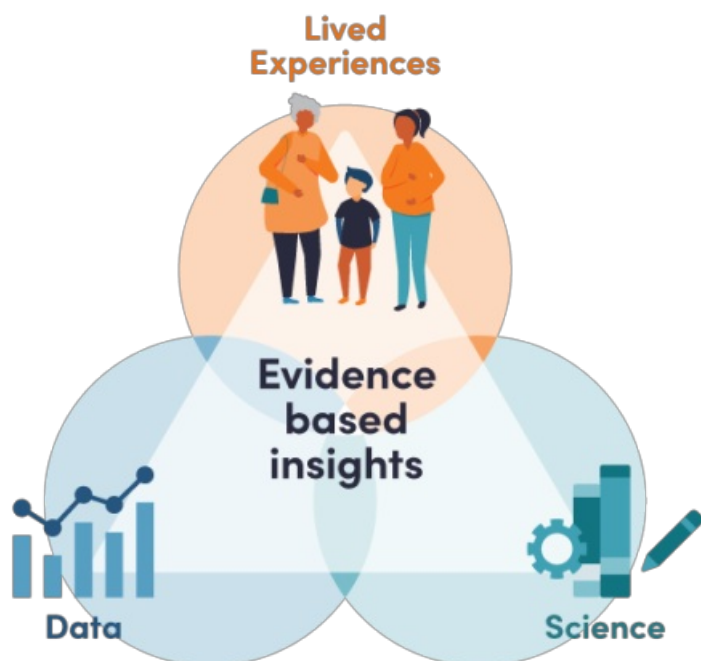 Lived
Experiences
Evidence
based
insights
Data
Science